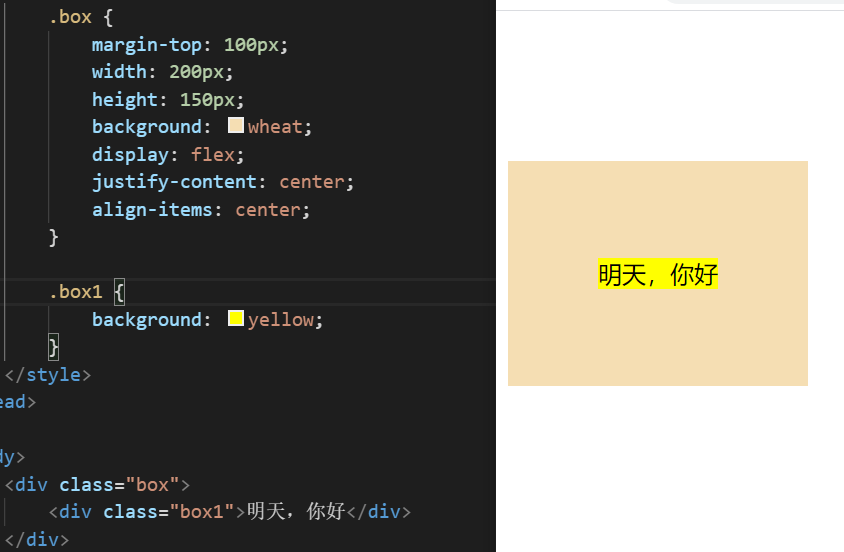 .box {
margin-top: 100px;
width: 200px;
height: 150px;
background: wheat;
display: flex;
justify-content: center;
align-items: center;
}
.box1 {
background: yellow;
}
</style>
ead>
dy>
<div class="box">
<div class="box1">明天，你好</div>
</div>
明天，你好